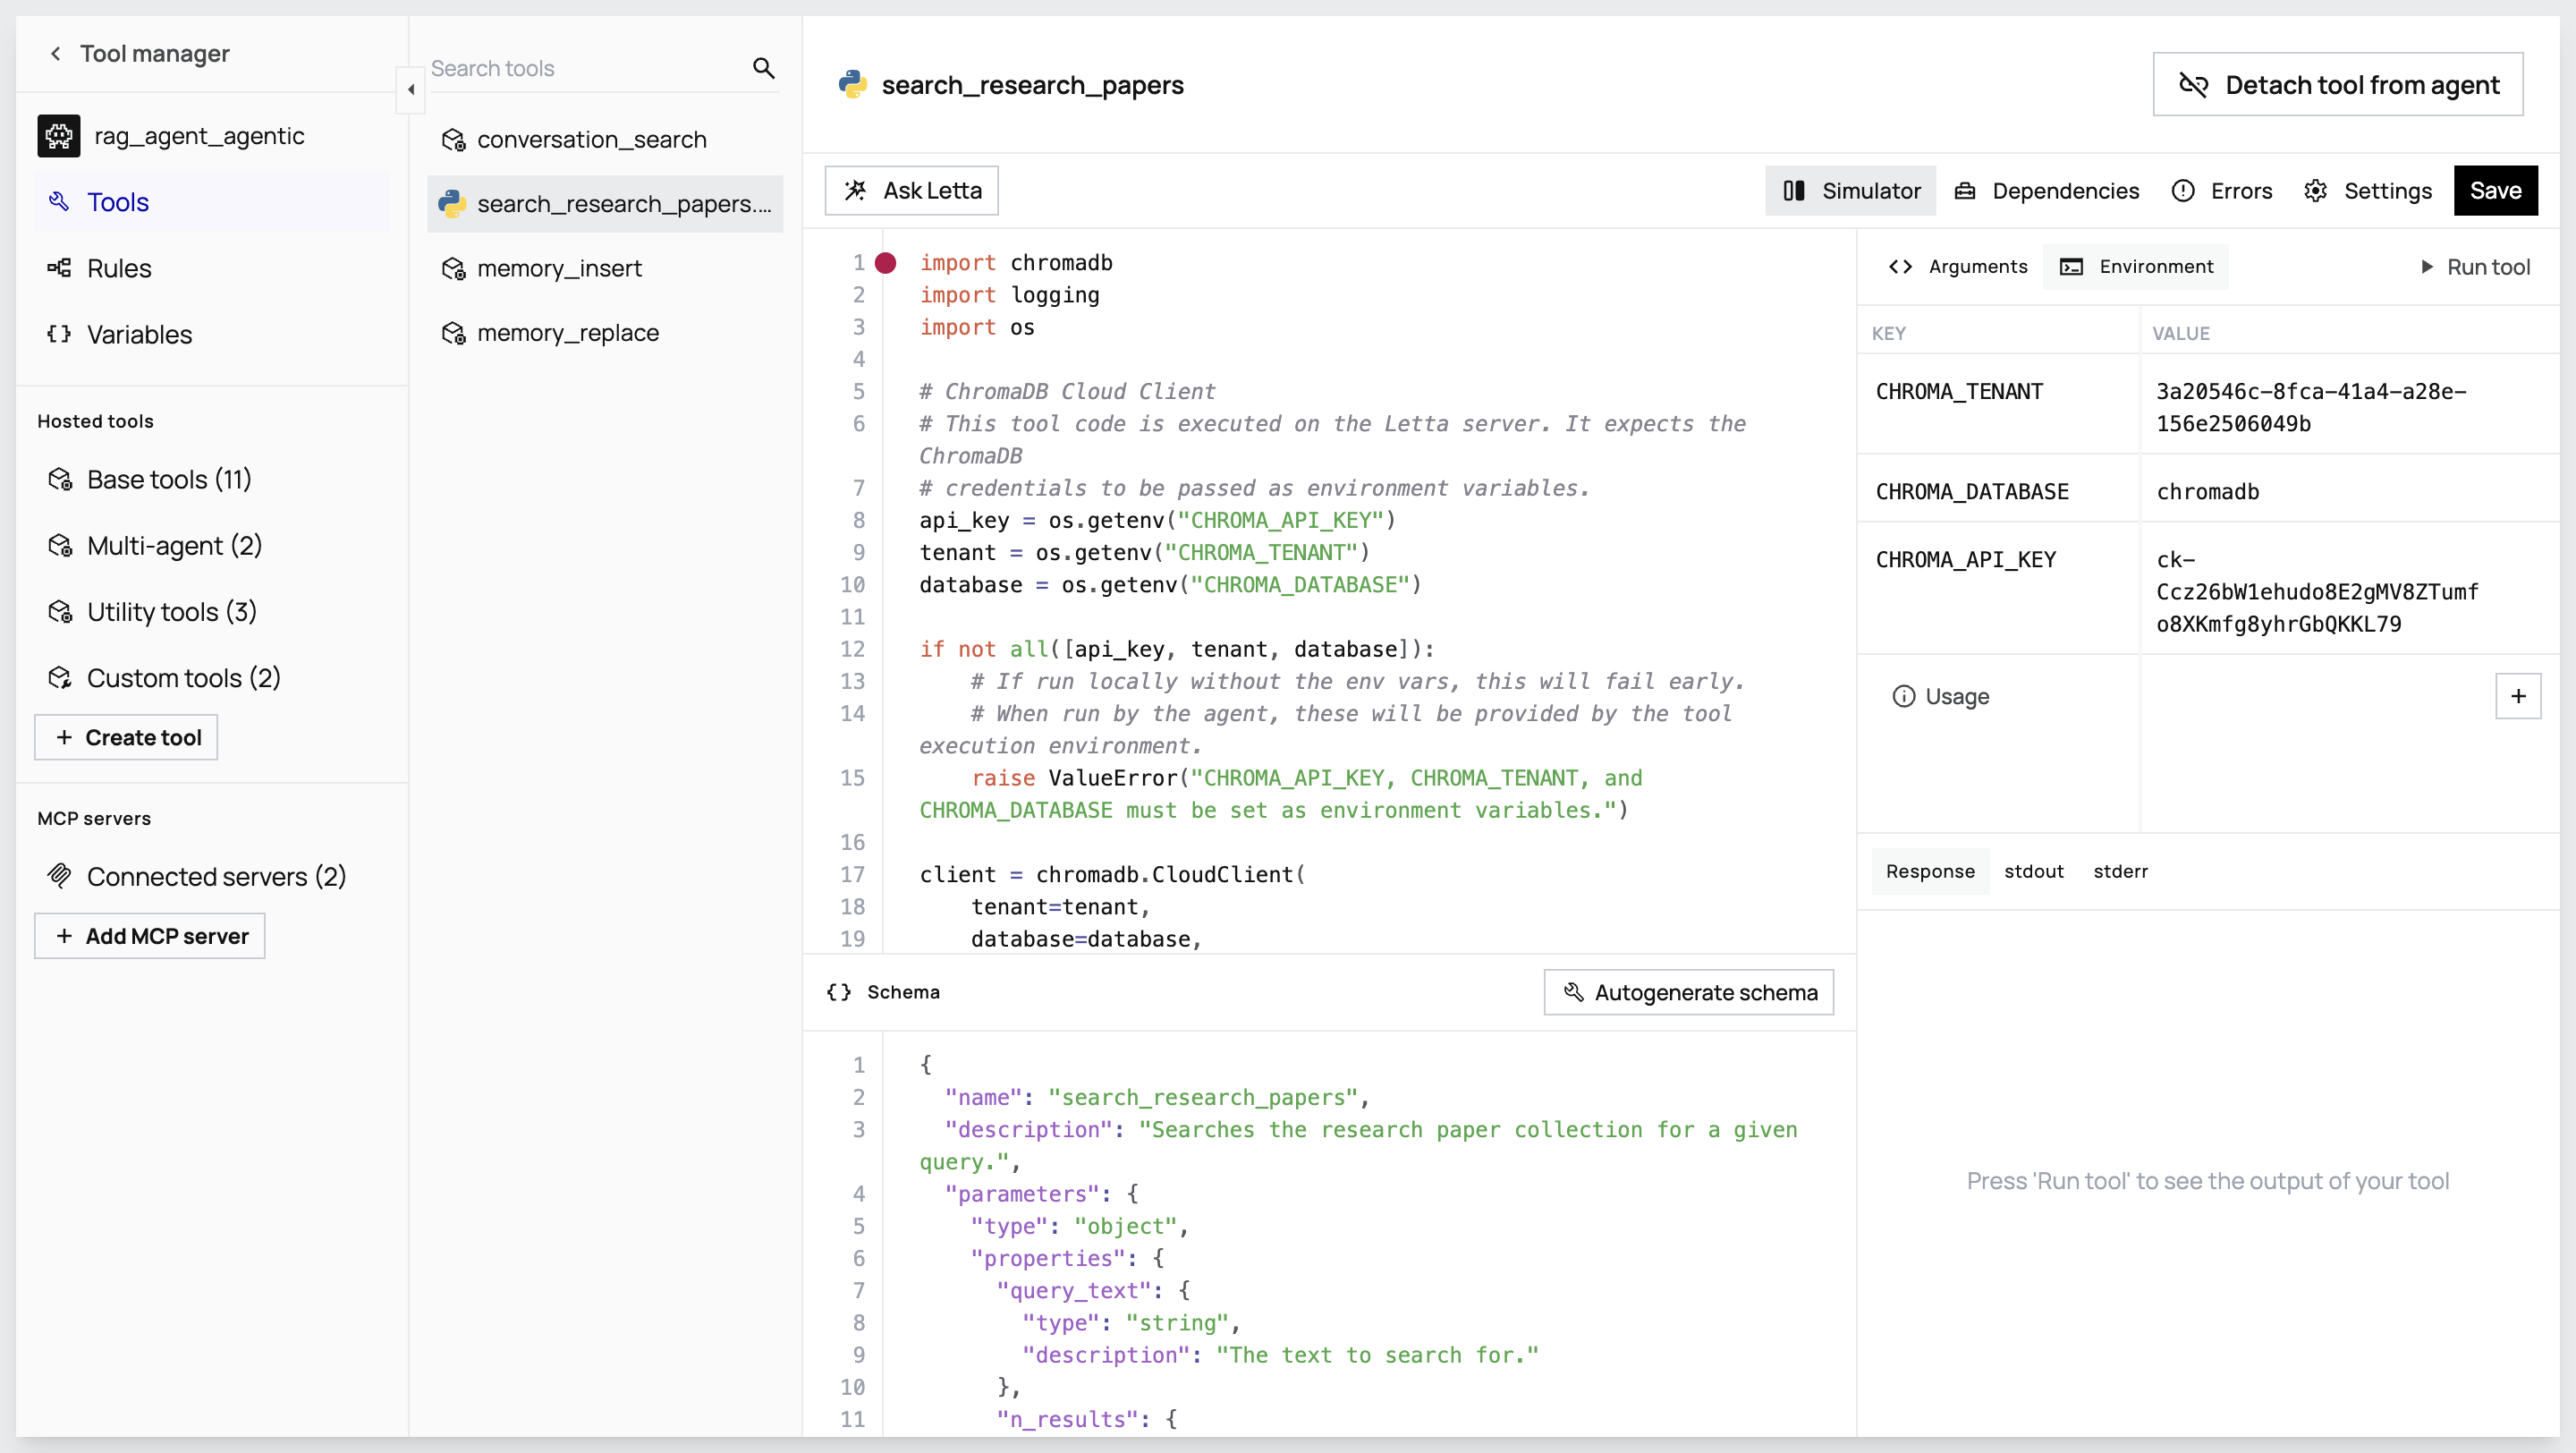 Tool manager
rag_agent_agentic
Tools
Rules
Variables
Hosted tools
Base tools (11)
Multi-agent (2)
Utility tools (3)
Custom tools (2)
+ Create tool
MCP servers
Connected servers (2)
+ Add MCP server
Search tools
conversation_search
search_research_papers....
memory_insert
memory_replace
search_research_papers
Detach tool from agent
Ask Letta
Simulator
Dependencies
Errors
Settings
Save
1 import chromadb
2 import logging
3 import os
4
5 # ChromaDB Cloud Client
6 # This tool code is executed on the Letta server. It expects the
ChromaDB
7 # credentials to be passed as environment variables.
8 api_key = os.getenv("CHROMA_API_KEY")
9 tenant = os.getenv("CHROMA_TENANT")
10 database = os.getenv("CHROMA_DATABASE")
11
12 if not all([api_key, tenant, database]):
13     # If run locally without the env vars, this will fail early.
14     # When run by the agent, these will be provided by the tool
execution environment.
15     raise ValueError("CHROMA_API_KEY, CHROMA_TENANT, and
CHROMA_DATABASE must be set as environment variables.")
16
17 client = chromadb.CloudClient(
18     tenant=tenant,
19     database=database,
{} Schema
Autogenerate schema
1 {
2   "name": "search_research_papers",
3   "description": "Searches the research paper collection for a given
query.",
4   "parameters": {
5     "type": "object",
6     "properties": {
7       "query_text": {
8         "type": "string",
9         "description": "The text to search for."
10       },
11       "n_results": {
Arguments
Environment
Run tool
KEY VALUE
CHROMA_TENANT 3a20546c-8fca-41a4-a28e-
156e2506049b
CHROMA_DATABASE chromadb
CHROMA_API_KEY ck-
Ccz26bW1ehudo8E2gMV8ZTumf
o8XKmfg8yhrGbQKKL79
Usage
+
Response
stdout
stderr
Press 'Run tool' to see the output of your tool